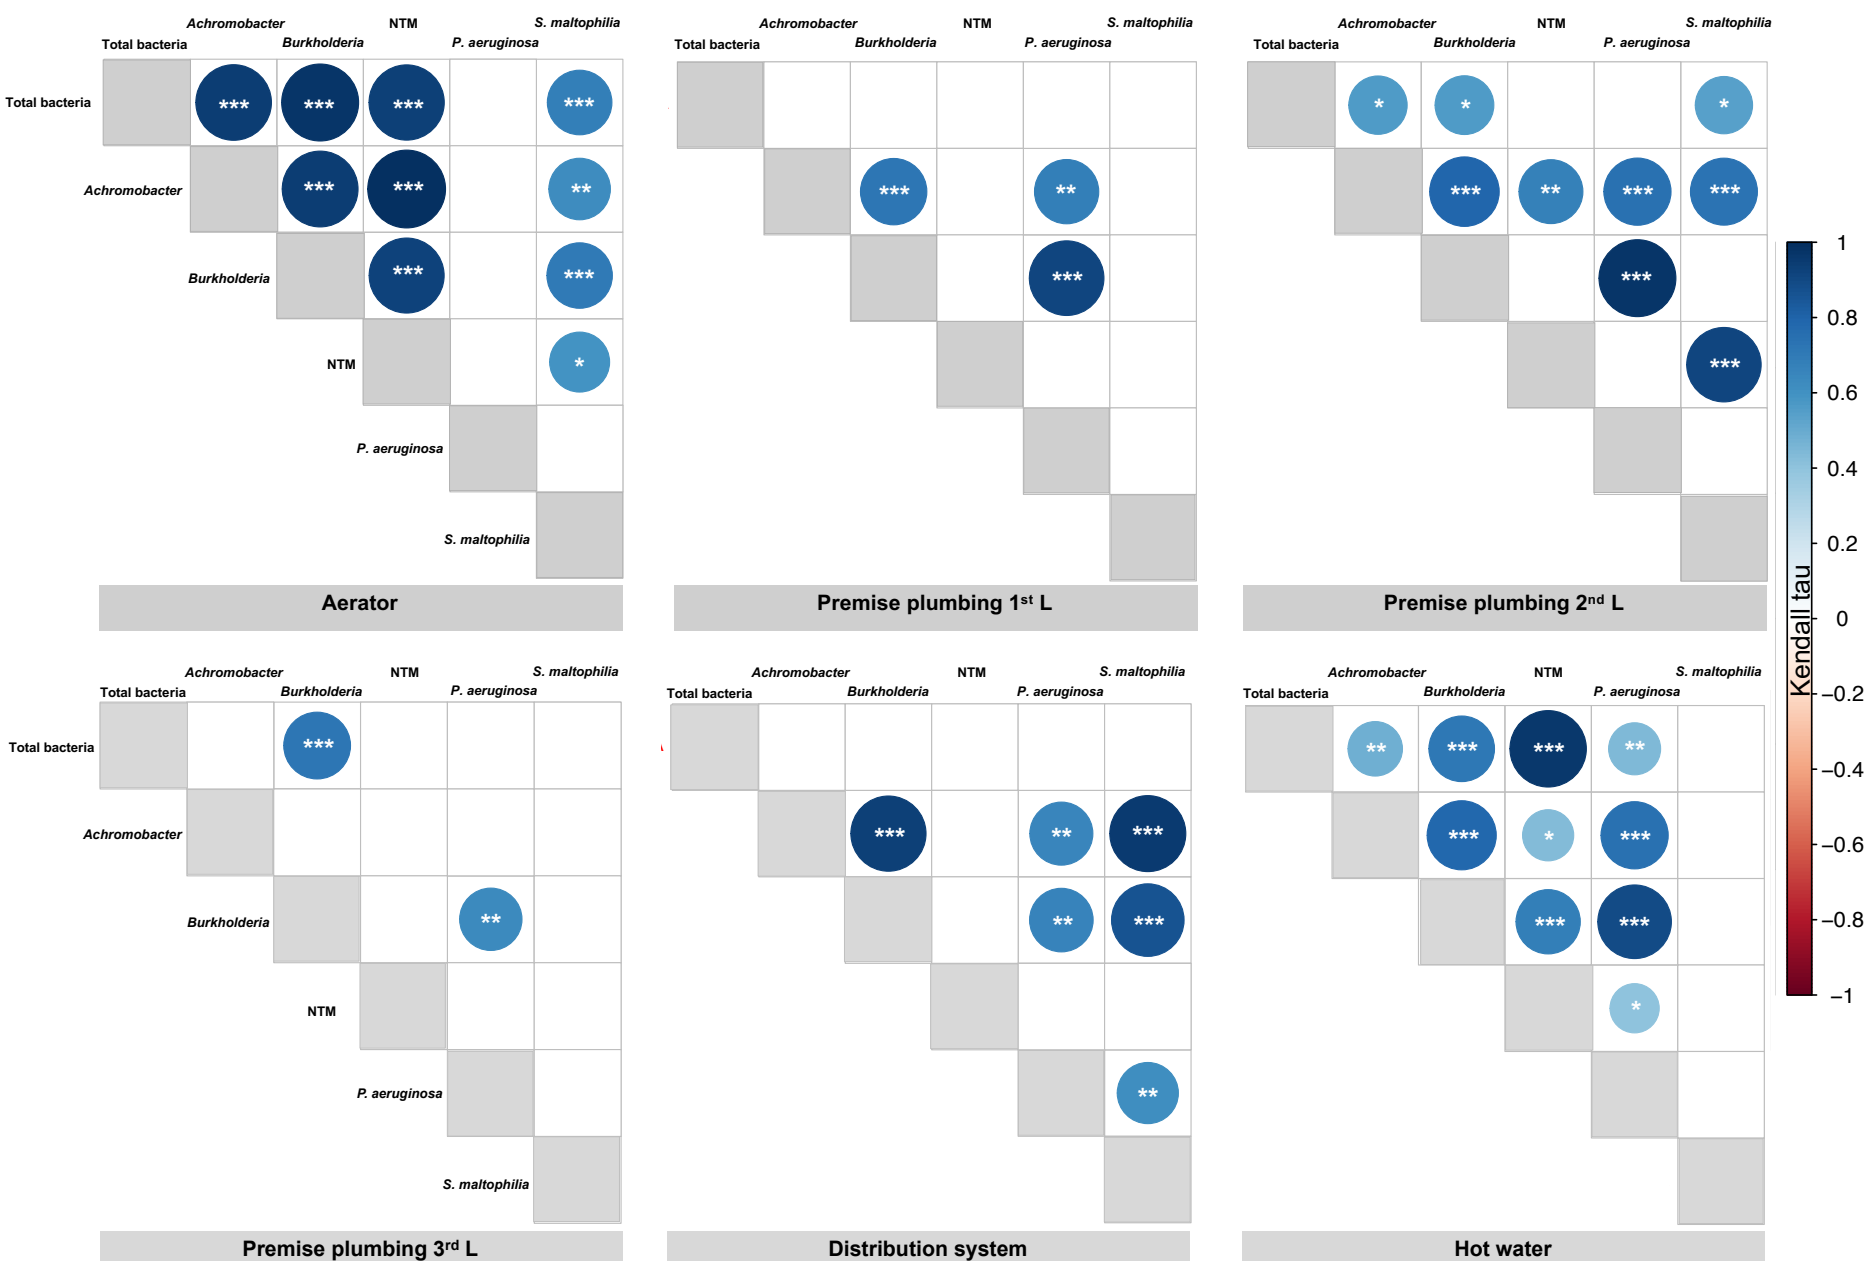 Achromobacter NTM S. maltophilia
Total bacteria Burkholderia P. aeruginosa
Total bacteria *** *** *** ***
Achromobacter *** *** **
Burkholderia *** ***
NTM *
P. aeruginosa
S. maltophilia
Aerator
Achromobacter NTM S. maltophilia
Total bacteria Burkholderia P. aeruginosa
*** **
***
Premise plumbing 1st L
Achromobacter NTM S. maltophilia
Total bacteria Burkholderia P. aeruginosa
* * *
*** ** *** ***
***
***
Premise plumbing 2nd L
Achromobacter NTM S. maltophilia
Total bacteria Burkholderia P. aeruginosa
Total bacteria ***
Achromobacter
Burkholderia **
NTM
P. aeruginosa
S. maltophilia
Premise plumbing 3rd L
Achromobacter NTM S. maltophilia
Total bacteria Burkholderia P. aeruginosa
*** ** ***
** ***
**
Distribution system
Achromobacter NTM S. maltophilia
Total bacteria Burkholderia P. aeruginosa
** *** *** **
*** * ***
*** ***
*
Hot water
Kendall tau
1
0.8
0.6
0.4
0.2
0
−0.2
−0.4
−0.6
−0.8
−1